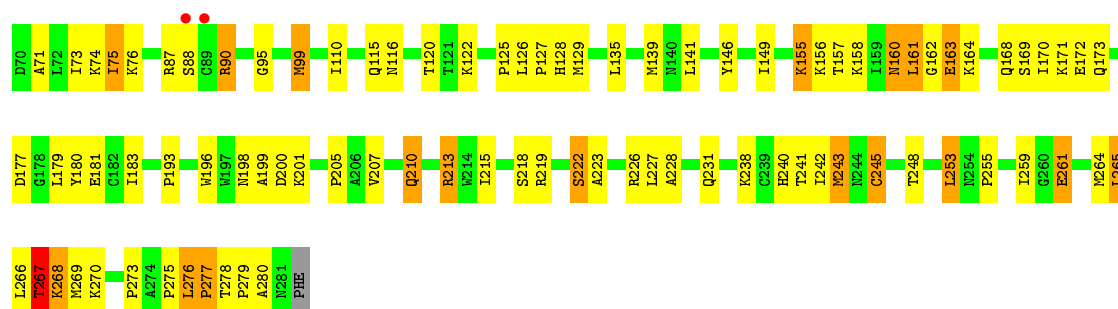 D70 A71 L72 I73 K74 I75 K76 R87 S88 C89 R90 G95 M99 I110 Q115 N116 T120 T121 K122 P125 L126 P127 H128 M129 L135 M139 N140 L141 Y146 I149 K155 K156 T157 K158 I159 N160 L161 G162 E163 K164 Q168 S169 I170 K171 E172 Q173
D177 G178 L179 Y180 E181 C182 I183 P193 W196 W197 N198 A199 D200 K201 P205 A206 V207 Q210 R213 W214 I215 S218 R219 S222 A223 R226 L227 A228 Q231 K238 C239 H240 T241 I242 M243 N244 C245 T248 L253 N254 P255 I259 G260 E261 M264 L265
L266 T267 K268 M269 K270 P273 A274 P275 L276 P277 T278 P279 A280 N281 PHE